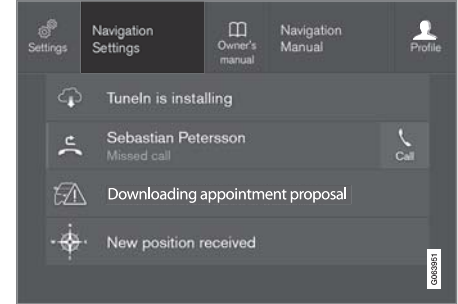 Settings
Navigation
Settings
Owner's
manual
Navigation
Manual
Profile
TuneIn is installing
Sebastian Petersson
Missed call
Call
Downloading appointment proposal
New position received
G063951